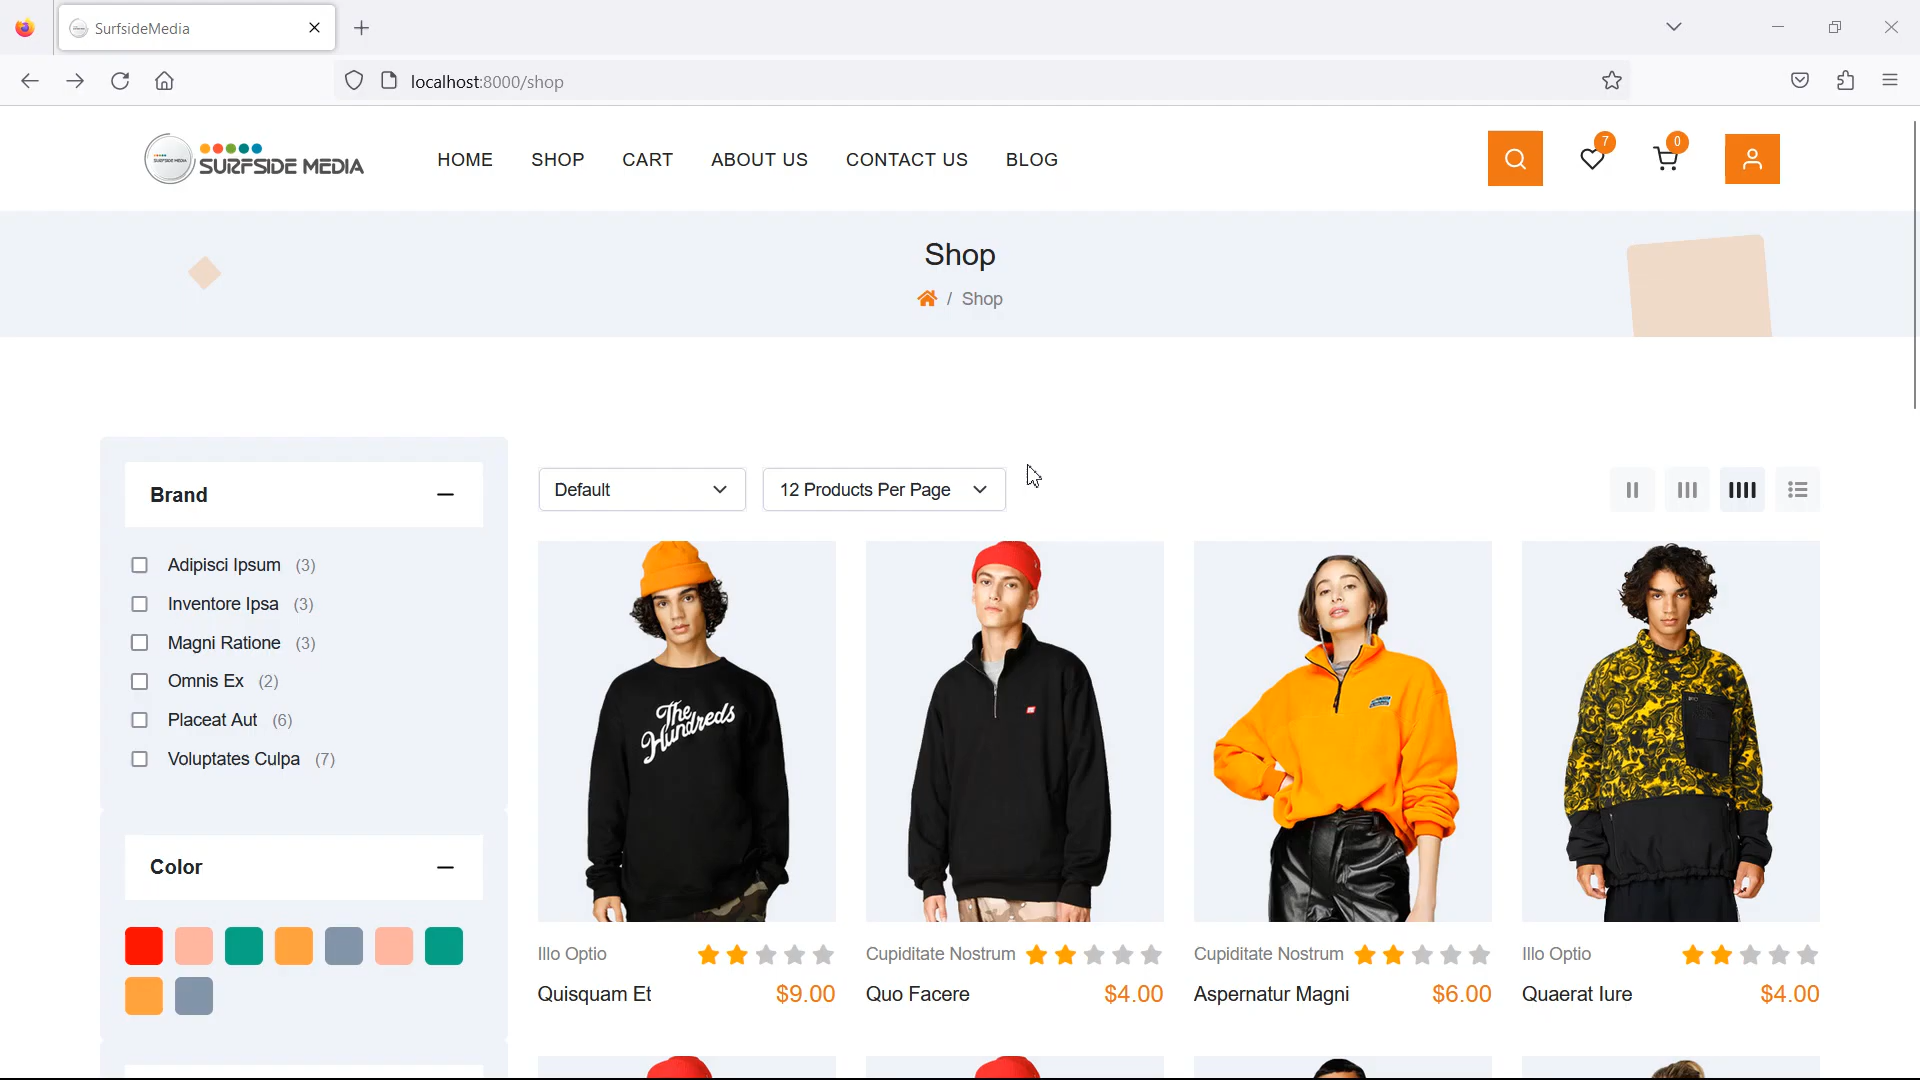 SurfsideMedia
localhost:8000/shop
SURFSIDE MEDIA
HOME SHOP CART ABOUT US CONTACT US BLOG
7
0
Shop
/ Shop
Brand
Default
12 Products Per Page
Adipisci Ipsum (3)
Inventore Ipsa (3)
Magni Ratione (3)
Omnis Ex (2)
Placeat Aut (6)
Voluptates Culpa (7)
The
Hundreds
Color
Illo Optio
Quisquam Et $9.00
Cupiditate Nostrum
Quo Facere $4.00
Cupiditate Nostrum
Aspernatur Magni $6.00
Illo Optio
Quaerat Iure $4.00